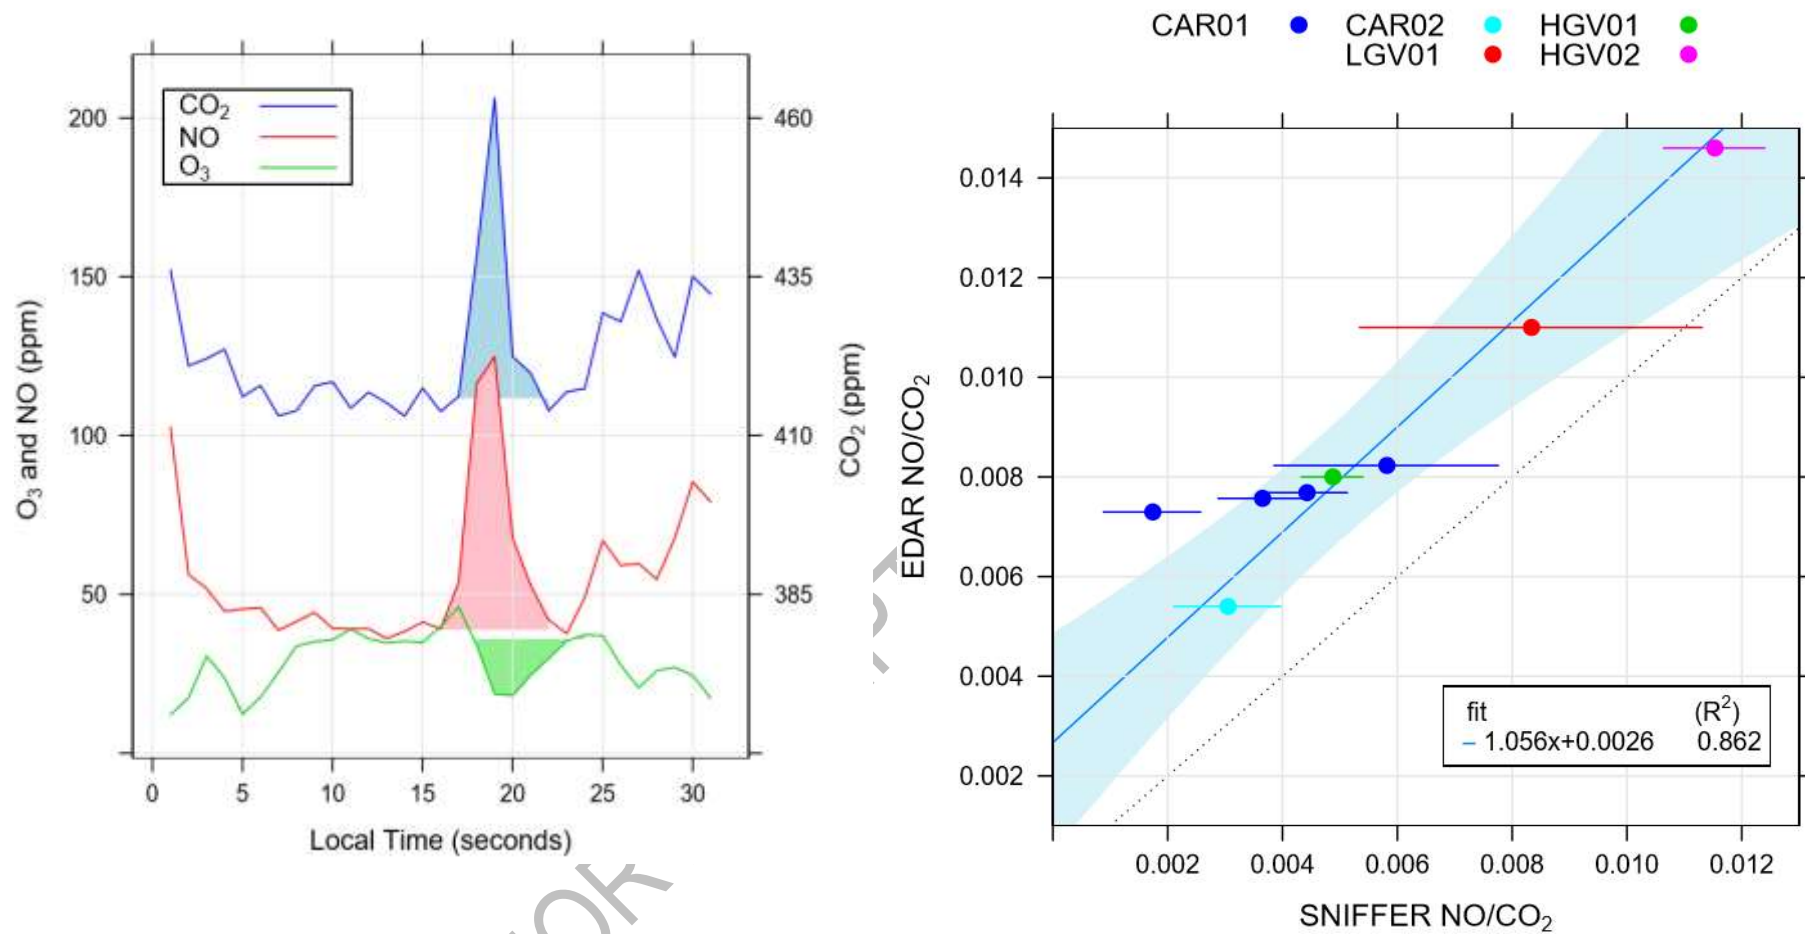 CO₂
NO
O₃
200
150
100
50
460
435
410
385
O₃ and NO (ppm)
CO₂ (ppm)
0 5 10 15 20 25 30
Local Time (seconds)
CAR01 CAR02 HGV01
LGV01 HGV02
0.014
0.012
0.010
0.008
0.006
0.004
0.002
EDAR NO/CO₂
fit (R²)
1.056x+0.0026 0.862
0.002 0.004 0.006 0.008 0.010 0.012
SNIFFER NO/CO₂